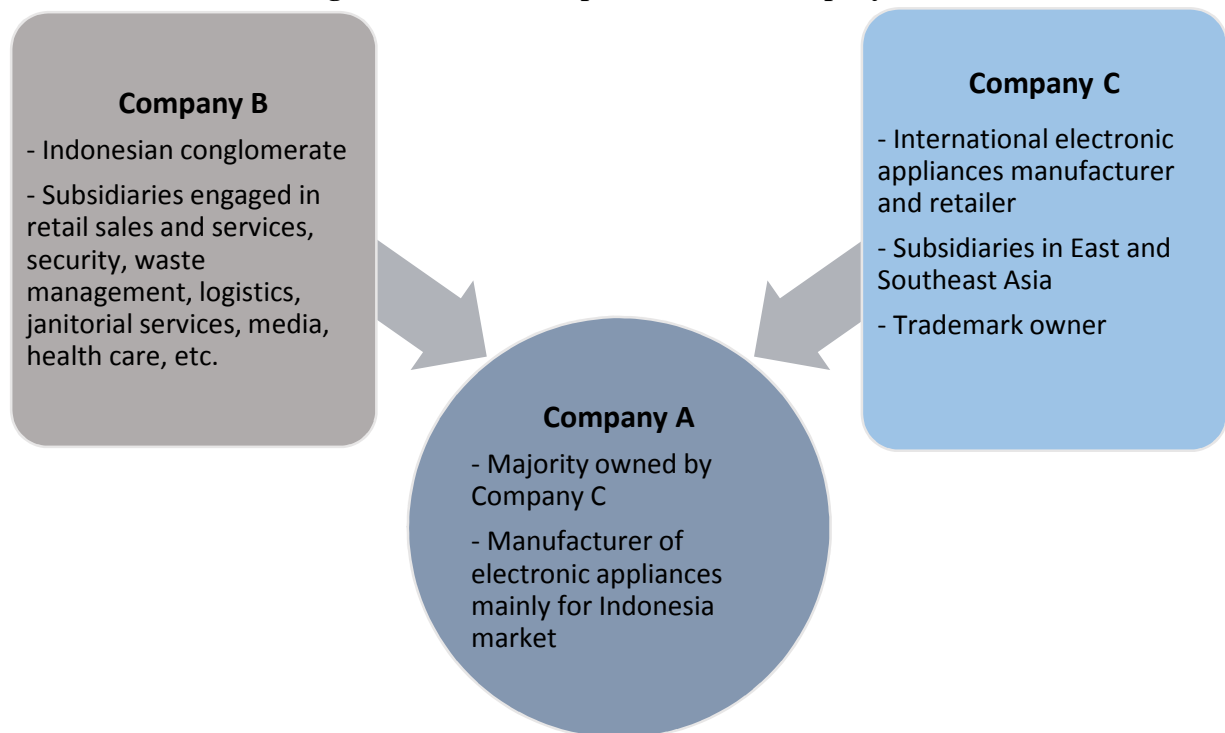 Company B
- Indonesian conglomerate
- Subsidiaries engaged in
retail sales and services,
security, waste
management, logistics,
janitorial services, media,
health care, etc.
Company C
- International electronic
appliances manufacturer
and retailer
- Subsidiaries in East and
Southeast Asia
- Trademark owner
Company A
- Majority owned by
Company C
- Manufacturer of
electronic appliances
mainly for Indonesia
market